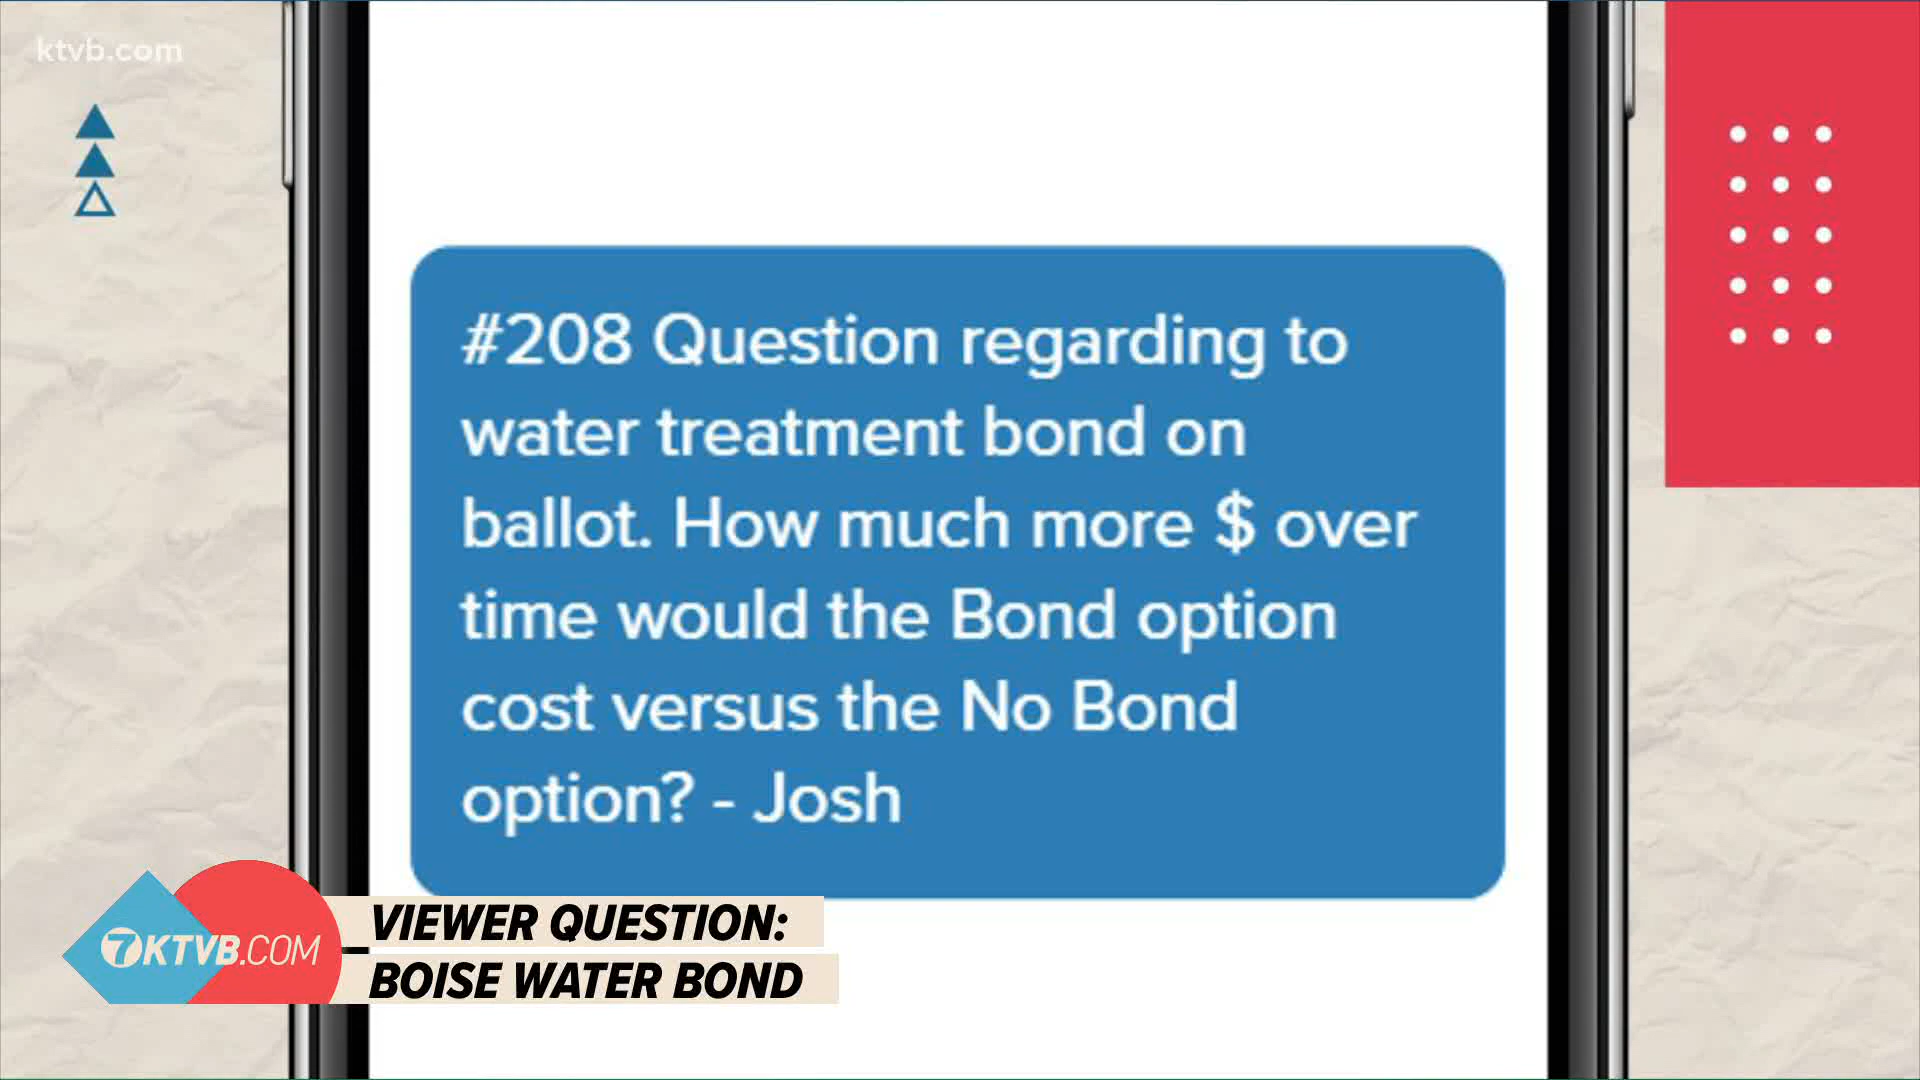 ktvb.com
#208 Question regarding to
water treatment bond on
ballot. How much more $ over
time would the Bond option
cost versus the No Bond
option? - Josh
7KTVB.COM
VIEWER QUESTION:
BOISE WATER BOND